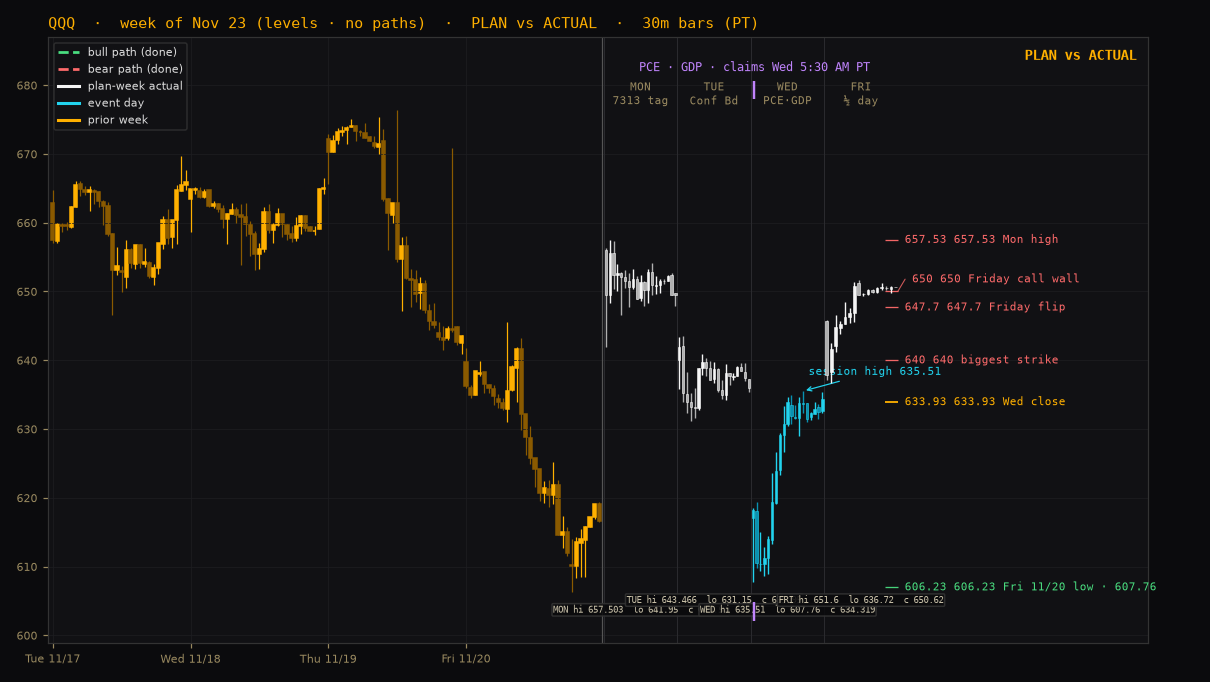 QQQ · week of Nov 23 (levels · no paths) · PLAN vs ACTUAL · 30m bars (PT)
bull path (done)
bear path (done)
plan-week actual
event day
prior week
PLAN vs ACTUAL
PCE · GDP · claims Wed 5:30 AM PT
MON
7313 tag
TUE
Conf Bd
WED
PCE·GDP
FRI
½ day
680
670
660
650
640
630
620
610
600
657.53 657.53 Mon high
650 650 Friday call wall
647.7 647.7 Friday flip
640 640 biggest strike
session high 635.51
633.93 633.93 Wed close
606.23 606.23 Fri 11/20 low · 607.76
TUE hi 643.466 lo 631.15 c 6
FRI hi 651.6 lo 636.72 c 650.62
MON hi 657.503 lo 641.95 c
WED hi 635.51 lo 607.76 c 634.319
Tue 11/17
Wed 11/18
Thu 11/19
Fri 11/20